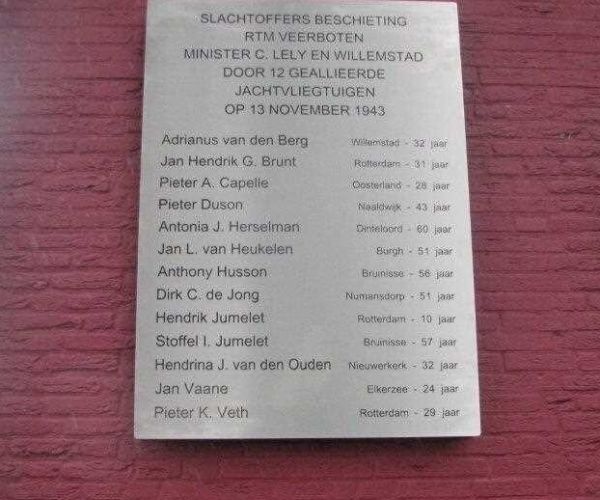 SLACHTOFFERS BESCHIETING
RTM VEERBOTEN
MINISTER C. LELY EN WILLEMSTAD
DOOR 12 GEALLIEERDE
JACHTVLIEGTUIGEN
OP 13 NOVEMBER 1943
Adrianus van den Berg Willemstad - 32 jaar
Jan Hendrik G. Brunt Rotterdam - 31 jaar
Pieter A. Capelle Oosterland - 28 jaar
Pieter Duson Naaldwijk - 43 jaar
Antonia J. Herselman Dinteloord - 60 jaar
Jan L. van Heukelen Burgh - 51 jaar
Anthony Husson Bruinisse - 56 jaar
Dirk C. de Jong Numansdorp - 51 jaar
Hendrik Jumelet Rotterdam - 10 jaar
Stoffel I. Jumelet Bruinisse - 57 jaar
Hendrina J. van den Ouden Nieuwerkerk - 32 jaar
Jan Vaane Elkerzee - 24 jaar
Pieter K. Veth Rotterdam - 29 jaar